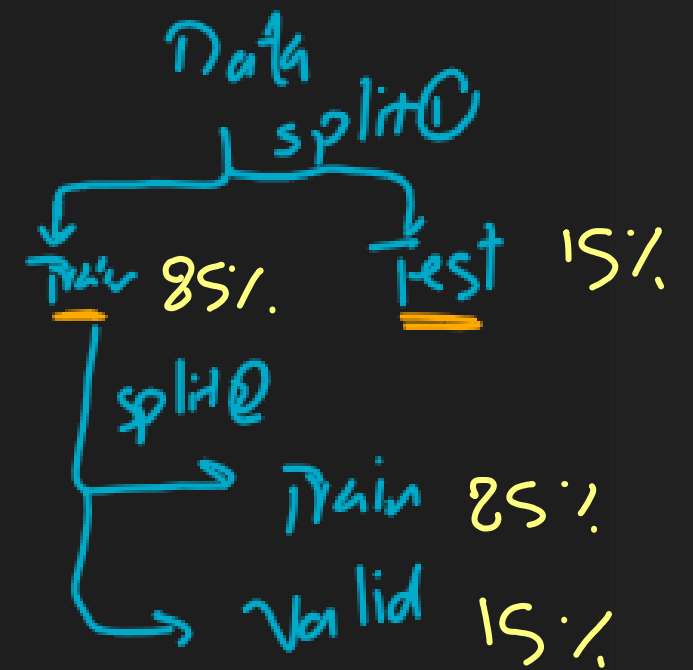 Data
split①
Train 85%
Test 15%
split②
Train 85%
Valid 15%